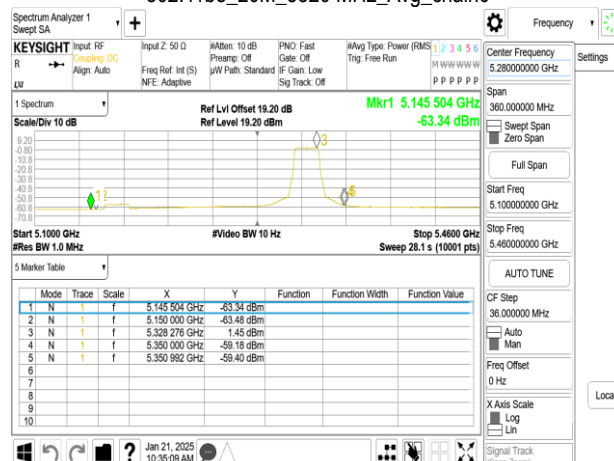 Spectrum Analyzer 1
Swept SA
+
Frequency
Settings
KEYSIGHT
R
Input: RF
Coupling: DC
Align: Auto
Input Z: 50 Ω
Freq Ref: Int (S)
NFE: Adaptive
#Atten: 10 dB
Preamp: Off
µW Path: Standard
PNO: Fast
Gate: Off
IF Gain: Low
Sig Track: Off
#Avg Type: Power (RMS
Trig: Free Run
1 2 3 4 5 6
M W W W W W
P P P P P P
1 Spectrum
Scale/Div 10 dB
Ref Lvl Offset 19.20 dB
Ref Level 19.20 dBm
Mkr1 5.145 504 GHz
-63.34 dBm
9.20
-0.80
-10.8
-20.8
-30.8
-40.8
-50.8
-60.8
-70.8
3
Start 5.1000 GHz
#Res BW 1.0 MHz
#Video BW 10 Hz
Stop 5.4600 GHz
Sweep 28.1 s (10001 pts)
5 Marker Table
Mode Trace Scale X Y Function Function Width Function Value
1 N 1 f 5.145 504 GHz -63.34 dBm
2 N 1 f 5.150 000 GHz -63.48 dBm
3 N 1 f 5.328 276 GHz 1.45 dBm
4 N 1 f 5.350 000 GHz -59.18 dBm
5 N 1 f 5.350 992 GHz -59.40 dBm
6
7
8
9
10
Jan 21, 2025
10:35:09 AM
Center Frequency
5.280000000 GHz
Span
360.000000 MHz
Swept Span
Zero Span
Full Span
Start Freq
5.100000000 GHz
Stop Freq
5.460000000 GHz
AUTO TUNE
CF Step
36.000000 MHz
Auto
Man
Freq Offset
0 Hz
X Axis Scale
Log
Lin
Signal Track